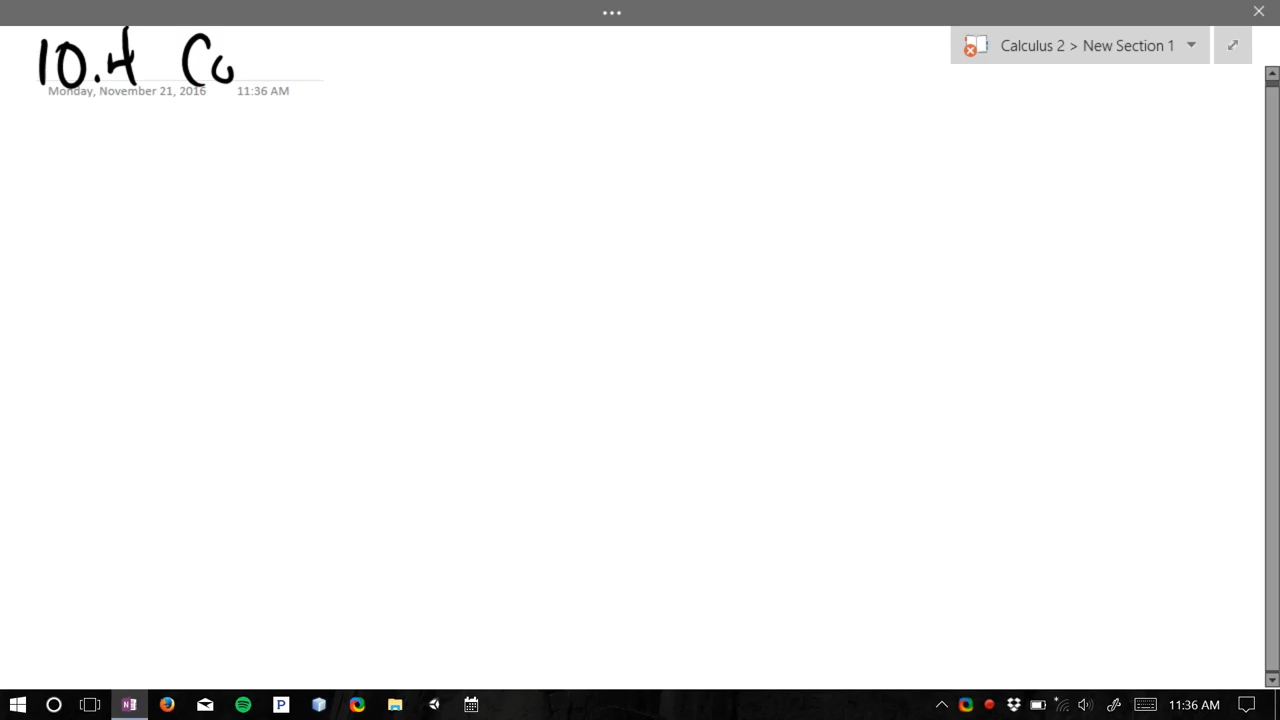 Calculus 2 > New Section 1
10.4 Co
Monday, November 21, 2016 11:36 AM
11:36 AM